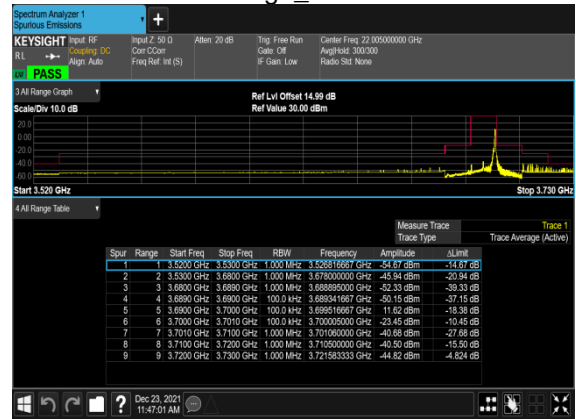 Spectrum Analyzer 1
Spurious Emissions
KEYSIGHT Input: RF Input Z: 50 Ω Atten: 20 dB Trig: Free Run Center Freq: 22.005000000 GHz
RL Coupling: DC Corr CCorr Gate: Off Avg|Hold: 300/300
Align: Auto Freq Ref: Int (S) IF Gain: Low Radio Std: None
PASS
3 All Range Graph
Ref Lvl Offset 14.99 dB
Scale/Div 10.0 dB Ref Value 30.00 dBm
20.0
0.00
-20.0
-40.0
-60.0
Start 3.520 GHz Stop 3.730 GHz
4 All Range Table
Measure Trace Trace 1
Trace Type Trace Average (Active)
Spur Range Start Freq Stop Freq RBW Frequency Amplitude ΔLimit
1 1 3.5200 GHz 3.5300 GHz 1.000 MHz 3.526816667 GHz -54.67 dBm -14.67 dB
2 2 3.5300 GHz 3.6800 GHz 1.000 MHz 3.678000000 GHz -45.94 dBm -20.94 dB
3 3 3.6800 GHz 3.6890 GHz 1.000 MHz 3.688895000 GHz -52.33 dBm -39.33 dB
4 4 3.6890 GHz 3.6900 GHz 100.0 kHz 3.689341667 GHz -50.15 dBm -37.15 dB
5 5 3.6900 GHz 3.7000 GHz 100.0 kHz 3.699516667 GHz 11.62 dBm -18.38 dB
6 6 3.7000 GHz 3.7010 GHz 100.0 kHz 3.700005000 GHz -23.45 dBm -10.45 dB
7 7 3.7010 GHz 3.7100 GHz 1.000 MHz 3.701060000 GHz -40.68 dBm -27.68 dB
8 8 3.7100 GHz 3.7200 GHz 1.000 MHz 3.710500000 GHz -40.50 dBm -15.50 dB
9 9 3.7200 GHz 3.7300 GHz 1.000 MHz 3.721583333 GHz -44.82 dBm -4.824 dB
Dec 23, 2021
11:47:01 AM